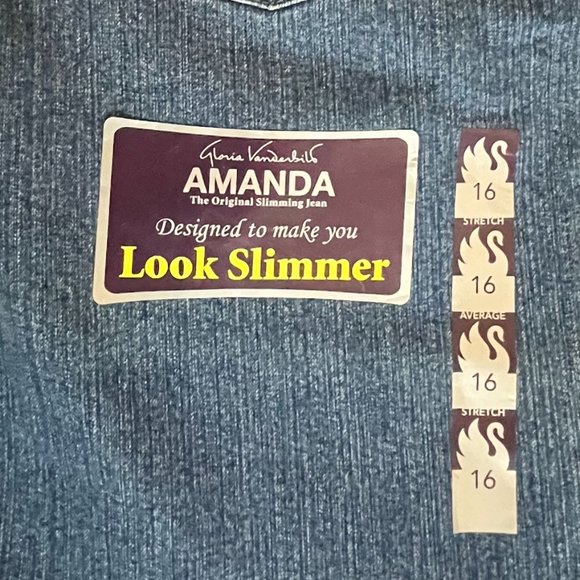 Gloria Vanderbilt
AMANDA
The Original Slimming Jean
Designed to make you
Look Slimmer
16
STRETCH
16
AVERAGE
16
STRETCH
16